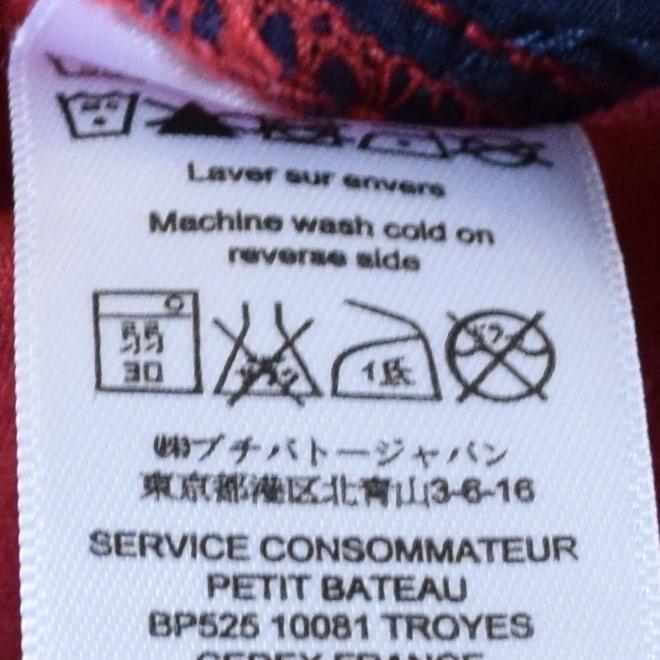 Laver sur envers
Machine wash cold on
reverse side
弱
30
低
㈱プチバトージャパン
東京都港区北青山3-6-16
SERVICE CONSOMMATEUR
PETIT BATEAU
BP525 10081 TROYES
CEDEX FRANCE